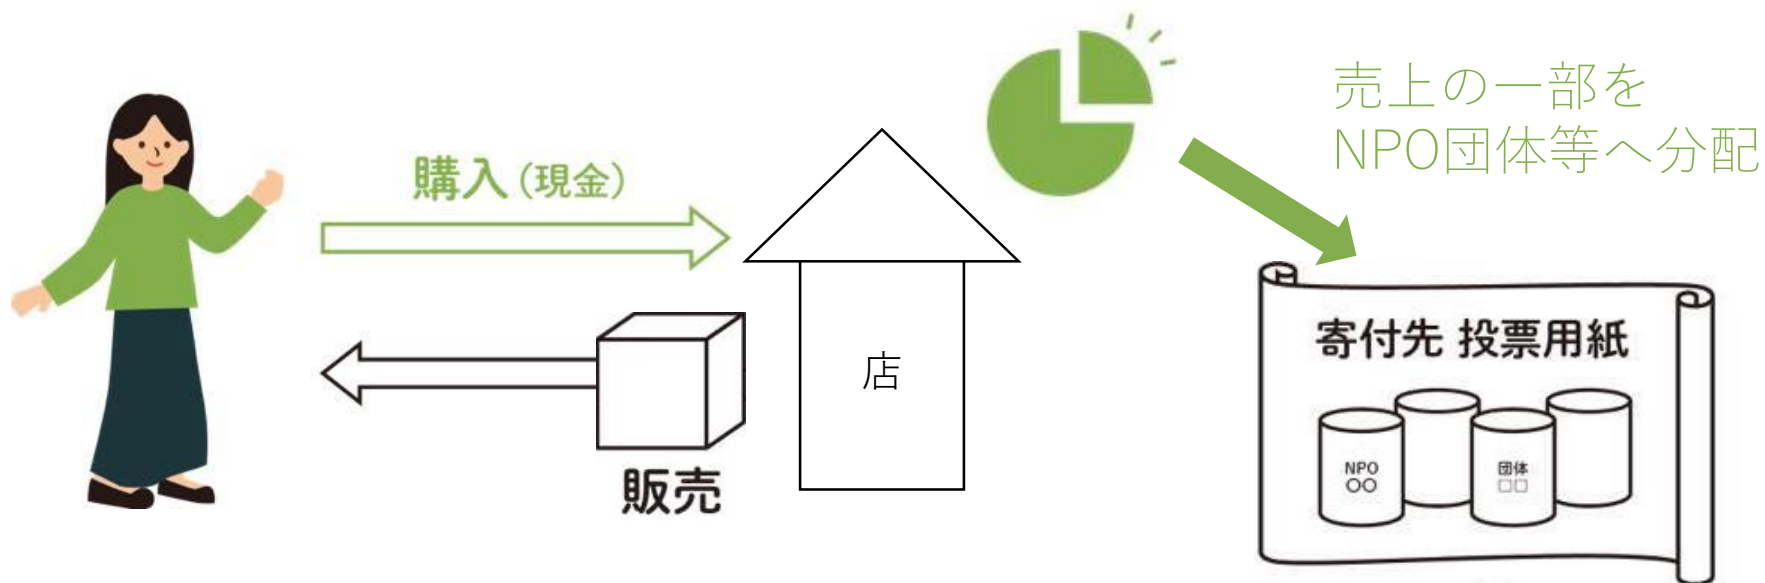 購入(現金)
販売
店
売上の一部を
NPO団体等へ分配
寄付先 投票用紙
NPO
〇〇
団体
□□